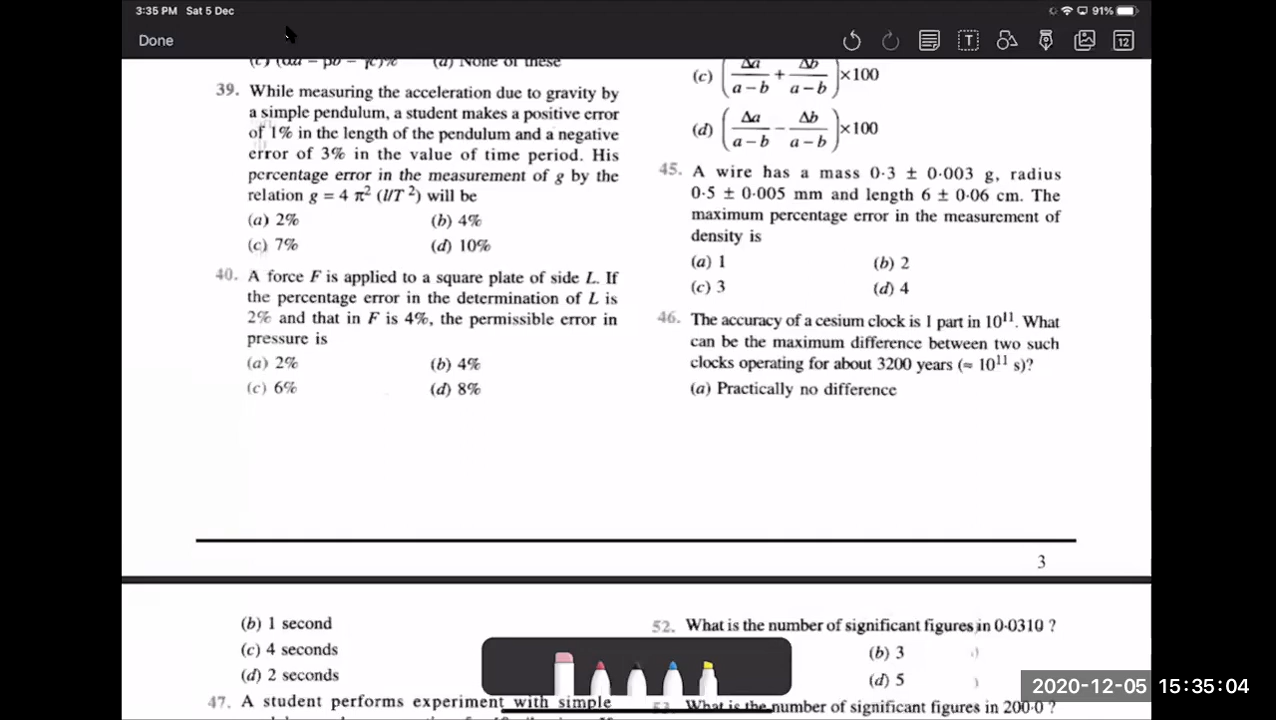 3:35 PM Sat 5 Dec
91%
Done
12
(c) (αa − βb − γc)% (d) None of these
39. While measuring the acceleration due to gravity by
a simple pendulum, a student makes a positive error
of 1% in the length of the pendulum and a negative
error of 3% in the value of time period. His
percentage error in the measurement of g by the
relation g = 4 π² (l/T ²) will be
(a) 2% (b) 4%
(c) 7% (d) 10%
40. A force F is applied to a square plate of side L. If
the percentage error in the determination of L is
2% and that in F is 4%, the permissible error in
pressure is
(a) 2% (b) 4%
(c) 6% (d) 8%
(c) (Δa/(a−b) + Δb/(a−b)) ×100
(d) (Δa/(a−b) − Δb/(a−b)) ×100
45. A wire has a mass 0·3 ± 0·003 g, radius
0·5 ± 0·005 mm and length 6 ± 0·06 cm. The
maximum percentage error in the measurement of
density is
(a) 1 (b) 2
(c) 3 (d) 4
46. The accuracy of a cesium clock is 1 part in 10¹¹. What
can be the maximum difference between two such
clocks operating for about 3200 years (≈ 10¹¹ s)?
(a) Practically no difference
3
(b) 1 second
(c) 4 seconds
(d) 2 seconds
47. A student performs experiment with simple
52. What is the number of significant figures in 0·0310 ?
(b) 3
(d) 5
53. What is the number of significant figures in 200·0 ?
2020-12-05 15:35:04